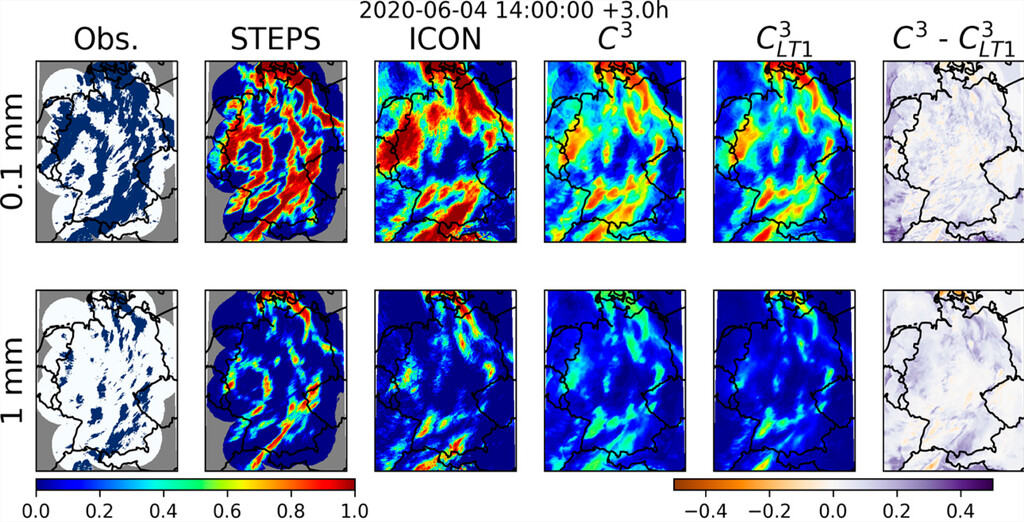 2020-06-04 14:00:00 +3.0h
Obs. STEPS ICON C³ C³LT1 C³ - C³LT1
0.1 mm
1 mm
0.0 0.2 0.4 0.6 0.8 1.0 −0.4 −0.2 0.0 0.2 0.4